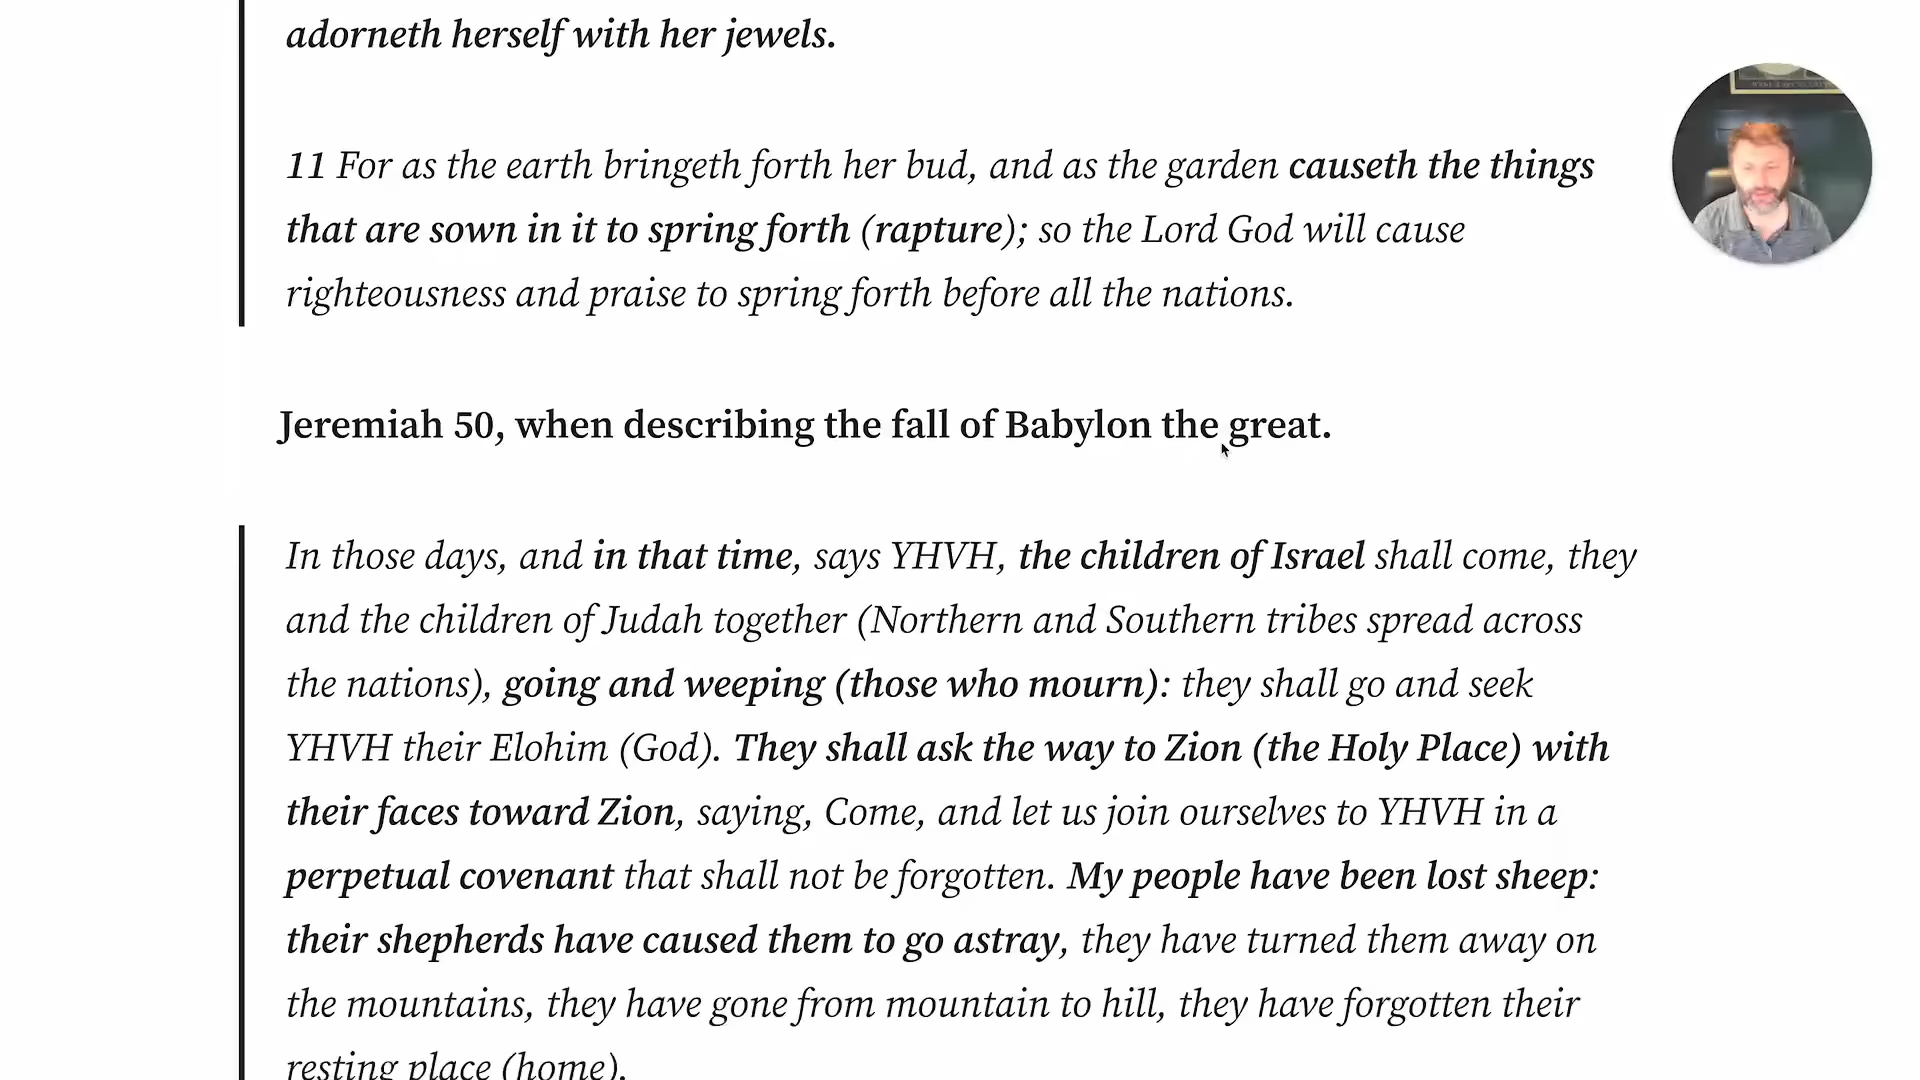 adorneth herself with her jewels.
11 For as the earth bringeth forth her bud, and as the garden causeth the things
that are sown in it to spring forth (rapture); so the Lord God will cause
righteousness and praise to spring forth before all the nations.
Jeremiah 50, when describing the fall of Babylon the great.
In those days, and in that time, says YHVH, the children of Israel shall come, they
and the children of Judah together (Northern and Southern tribes spread across
the nations), going and weeping (those who mourn): they shall go and seek
YHVH their Elohim (God). They shall ask the way to Zion (the Holy Place) with
their faces toward Zion, saying, Come, and let us join ourselves to YHVH in a
perpetual covenant that shall not be forgotten. My people have been lost sheep:
their shepherds have caused them to go astray, they have turned them away on
the mountains, they have gone from mountain to hill, they have forgotten their
resting place (home).